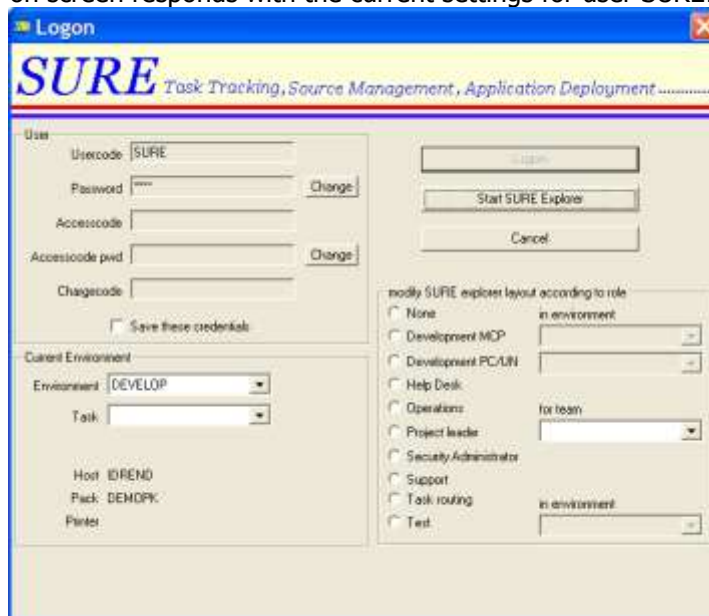 on screen responds with the current settings for user SURE.
Logon
SURE Task Tracking, Source Management, Application Deployment
User
Usercode SURE
Password ****
Change
Accesscode
Accesscode pwd
Change
Chargecode
Save these credentials
Logon
Start SURE Explorer
Cancel
Current Environment
Environment DEVELOP
Task
Host IDREND
Pack DEMOPK
Printer
modify SURE explorer layout according to role
None
in environment
Development MCP
Development PC/UN
Help Desk
Operations
for team
Project leader
Security Administrator
Support
Task routing
in environment
Test